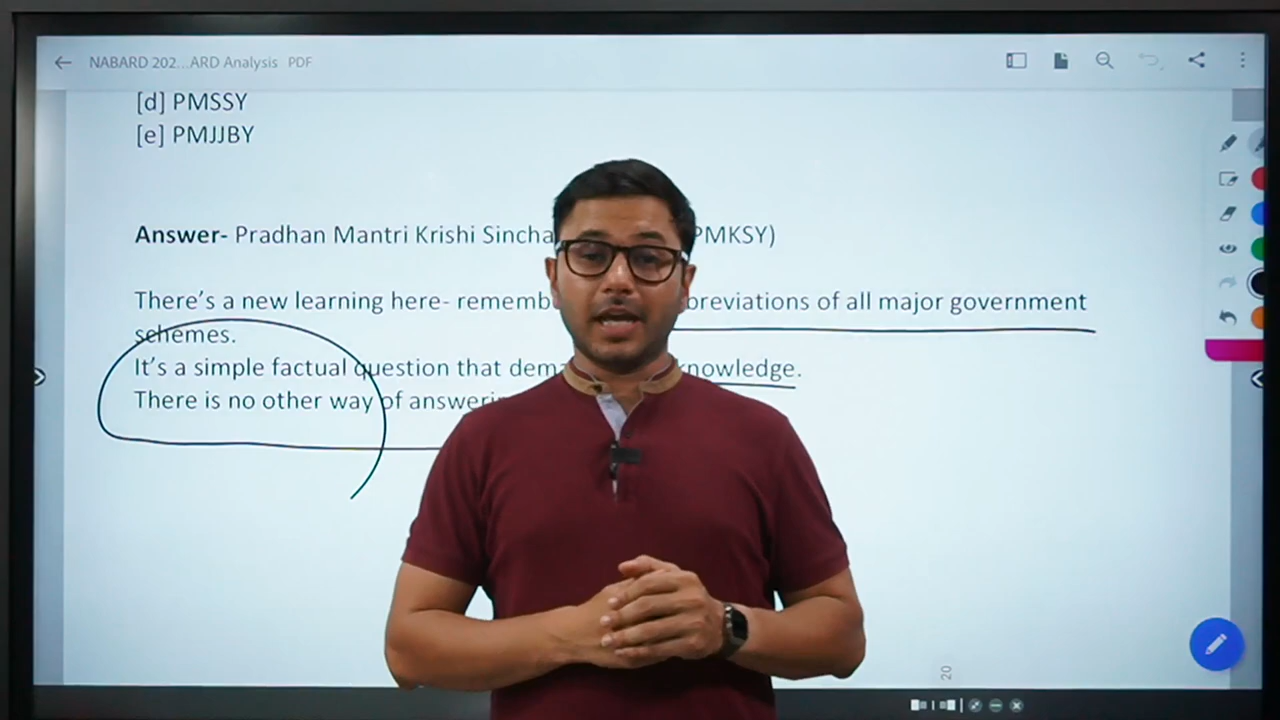 NABARD 202...ARD Analysis PDF
[d] PMSSY
[e] PMJJBY
Answer- Pradhan Mantri Krishi Sincha PMKSY)
There's a new learning here- rememb breviations of all major government
schemes.
It's a simple factual question that dem knowledge.
There is no other way of answeri
20